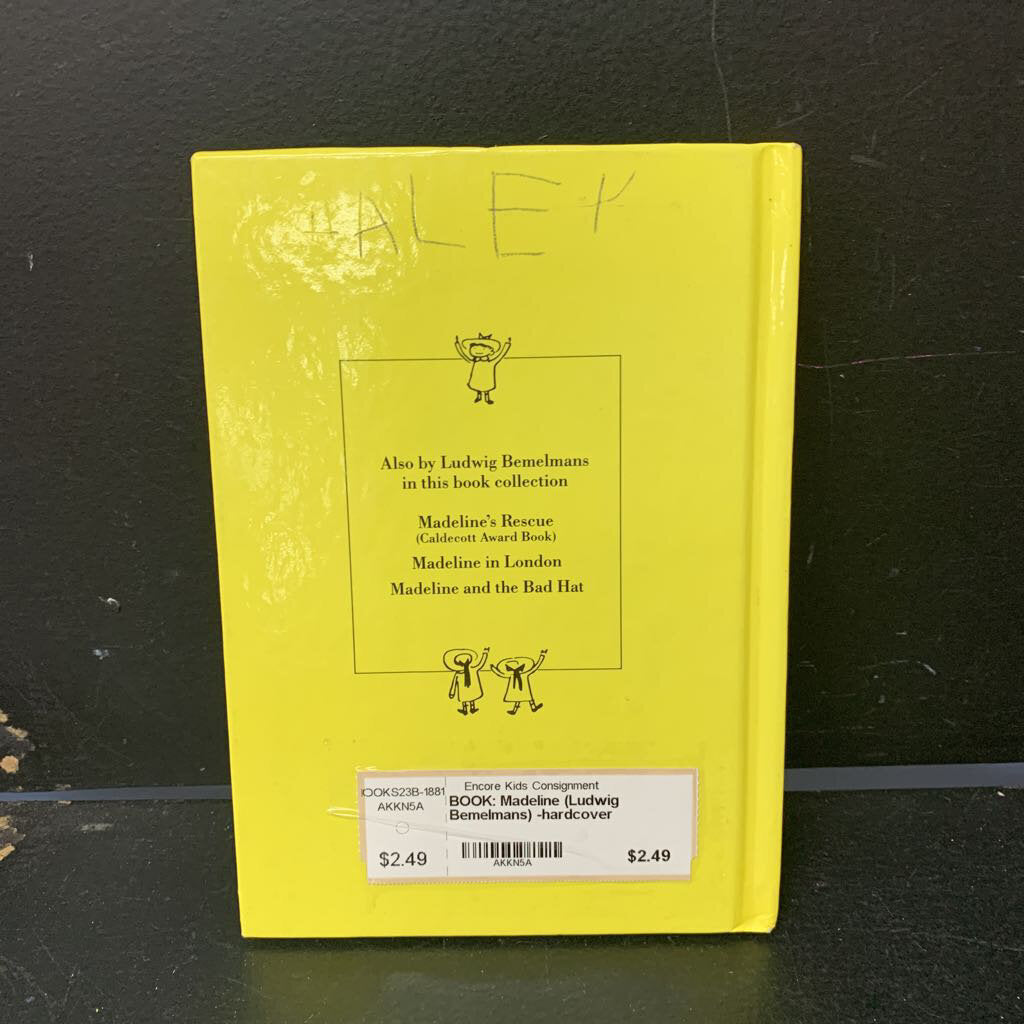 HALEY
Also by Ludwig Bemelmans
in this book collection
Madeline's Rescue
(Caldecott Award Book)
Madeline in London
Madeline and the Bad Hat
OOKS23B-1881
AKKN5A
$2.49
Encore Kids Consignment
BOOK: Madeline (Ludwig
Bemelmans) -hardcover
AKKN5A
$2.49